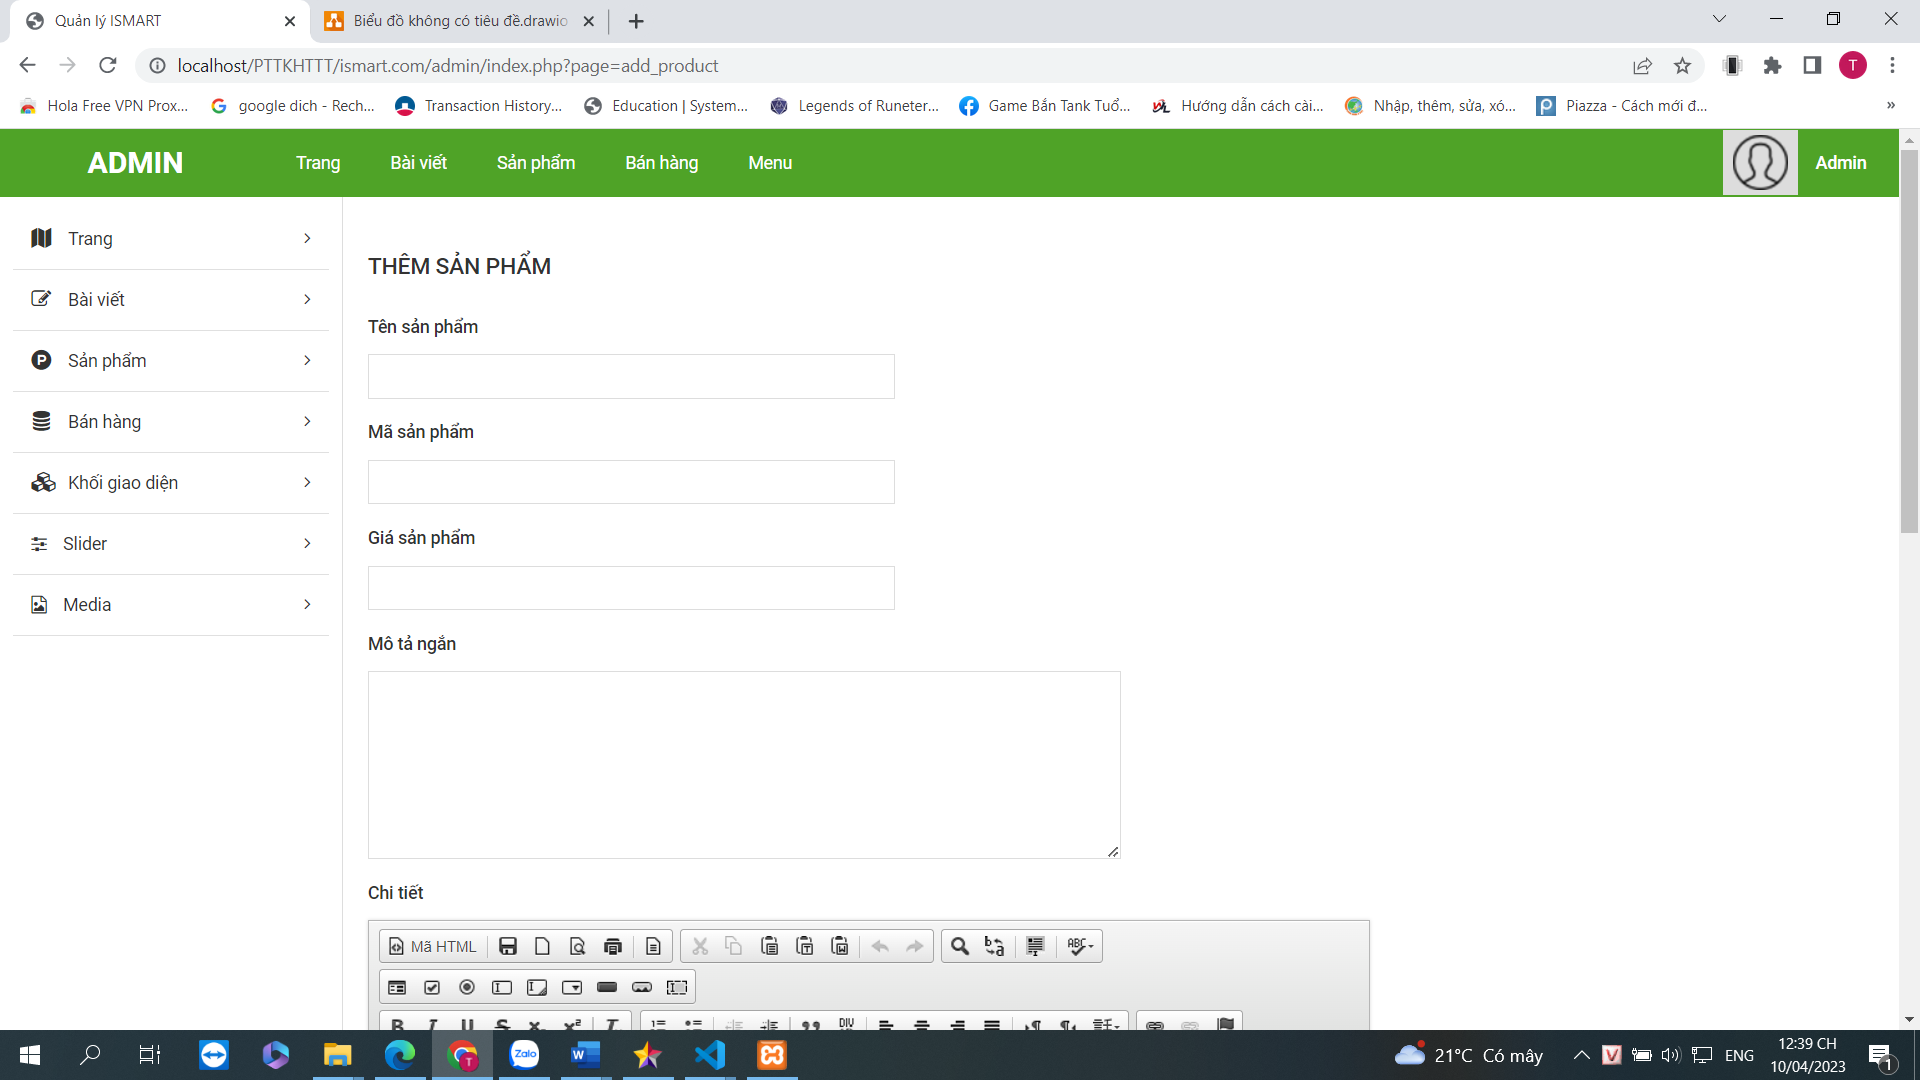 Quản lý ISMART
Biểu đồ không có tiêu đề.drawio
localhost/PTTKHTTT/ismart.com/admin/index.php?page=add_product
T
Hola Free VPN Prox...
google dich - Rech...
Transaction History...
Education | System...
Legends of Runeter...
Game Bắn Tank Tuổ...
Hướng dẫn cách cài...
Nhập, thêm, sửa, xó...
Piazza - Cách mới đ...
»
ADMIN
Trang
Bài viết
Sản phẩm
Bán hàng
Menu
Admin
Trang
Bài viết
Sản phẩm
Bán hàng
Khối giao diện
Slider
Media
THÊM SẢN PHẨM
Tên sản phẩm
Mã sản phẩm
Giá sản phẩm
Mô tả ngắn
Chi tiết
Mã HTML
Zalo
21°C Có mây
ENG
12:39 CH
10/04/2023
1